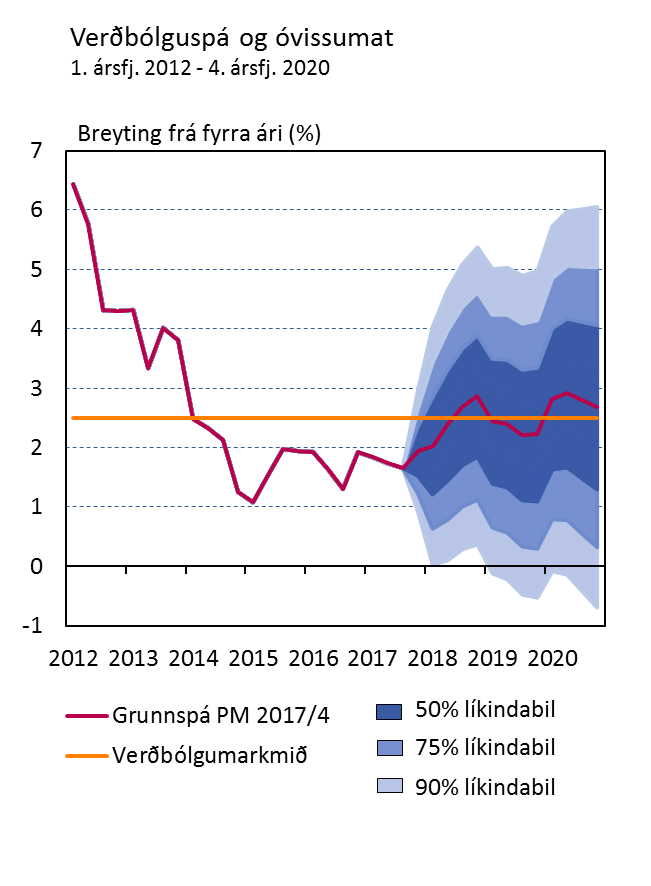 Verðbólguspá og óvissumat
1. ársfj. 2012 - 4. ársfj. 2020
Breyting frá fyrra ári (%)
7
6
5
4
3
2
1
0
-1
2012 2013 2014 2015 2016 2017 2018 2019 2020
Grunnspá PM 2017/4
Verðbólgumarkmið
50% líkindabil
75% líkindabil
90% líkindabil